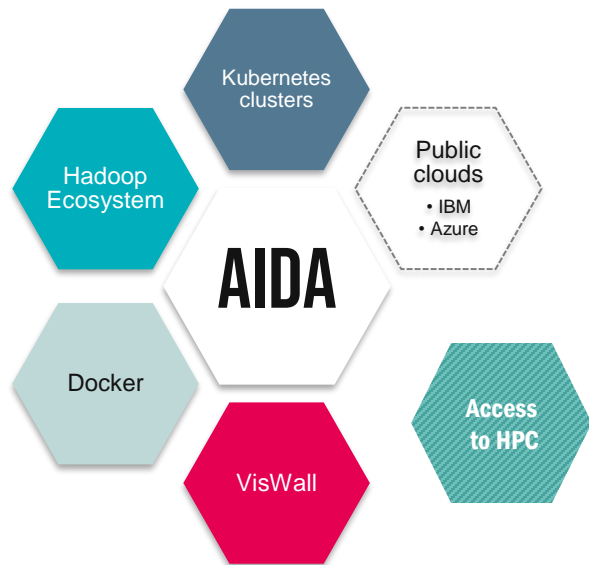 Kubernetes
clusters
Hadoop
Ecosystem
Public
clouds
• IBM
• Azure
AIDA
Docker
Access
to HPC
VisWall